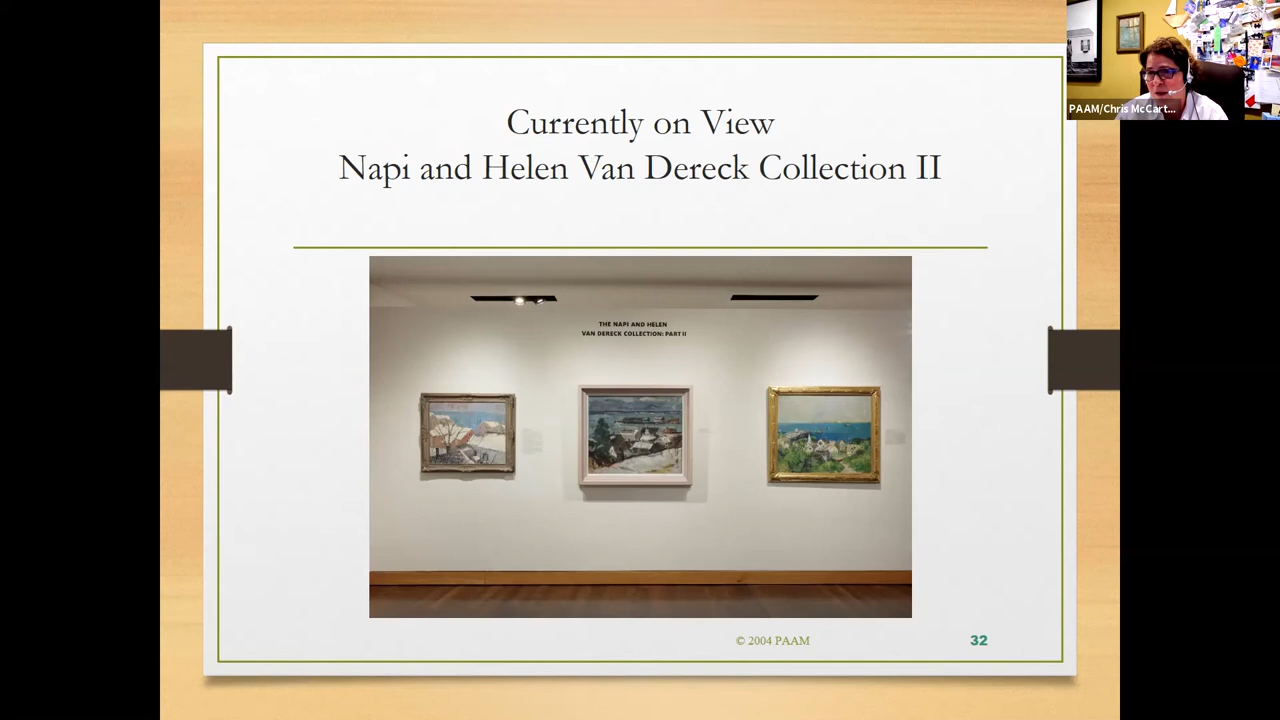 Currently on View
Napi and Helen Van Dereck Collection II
THE NAPI AND HELEN
VAN DERECK COLLECTION: PART II
© 2004 PAAM
32
PAAM/Chris McCart...